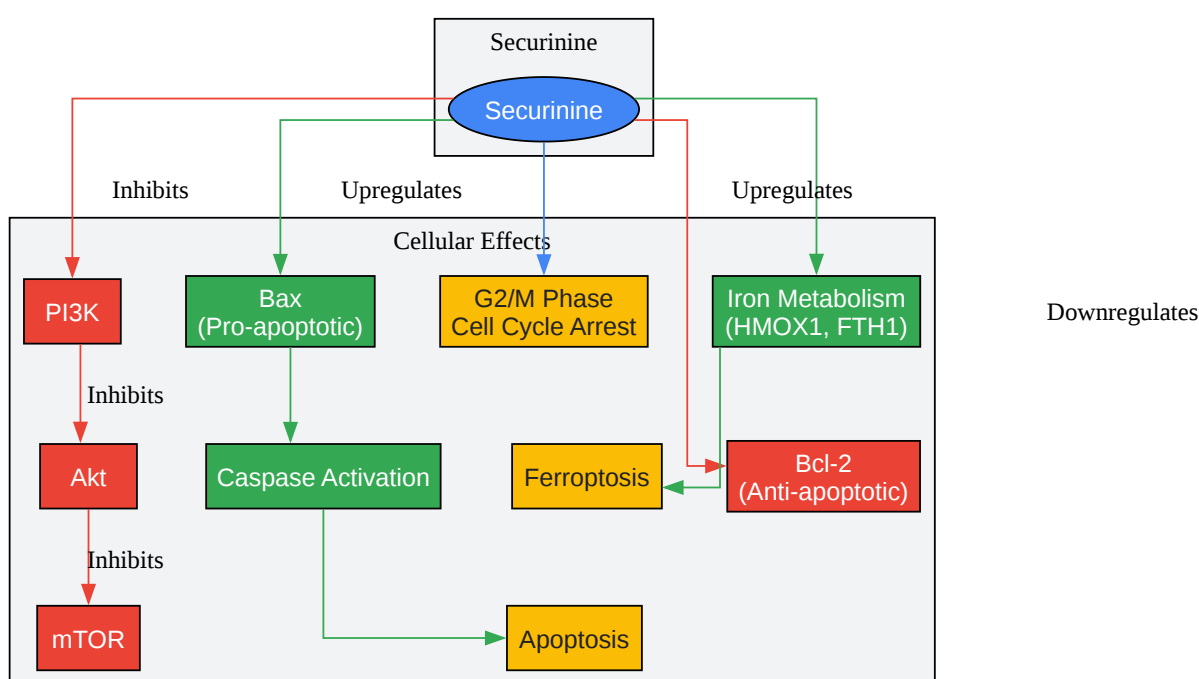 Securinine
Securinine
Inhibits
Upregulates
Upregulates
Cellular Effects
PI3K
Bax
(Pro-apoptotic)
G2/M Phase
Cell Cycle Arrest
Iron Metabolism
(HMOX1, FTH1)
Downregulates
Inhibits
Akt
Caspase Activation
Ferroptosis
Bcl-2
(Anti-apoptotic)
Inhibits
mTOR
Apoptosis